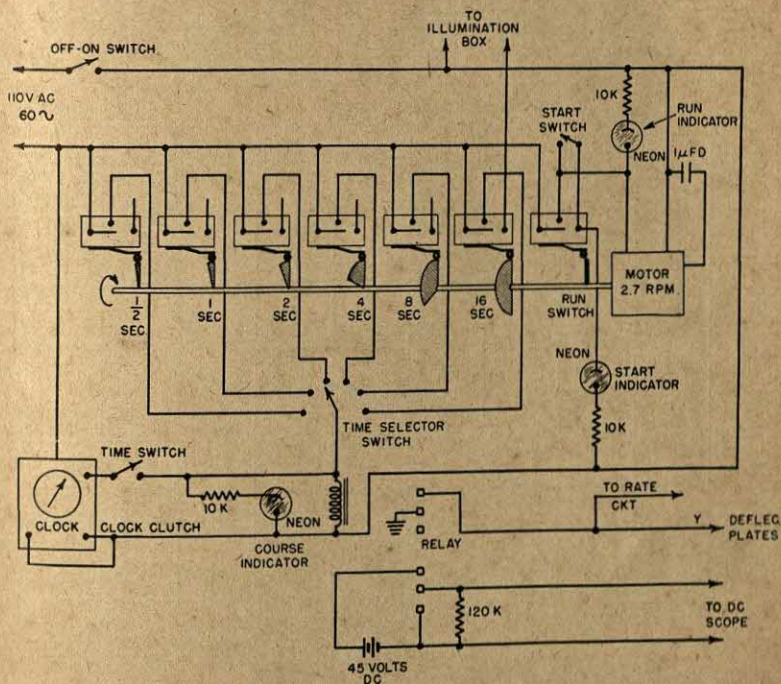 TO
ILLUMINATION
BOX
OFF-ON SWITCH
110V AC
60 ~
START
SWITCH
10K
RUN
INDICATOR
NEON
1 μFD
MOTOR
2.7 RPM
1/2
SEC
1
SEC
2
SEC
4
SEC
8
SEC
16
SEC
RUN
SWITCH
NEON
START
INDICATOR
10K
TIME SELECTOR
SWITCH
TIME SWITCH
CLOCK
CLOCK CLUTCH
10 K
NEON
COURSE
INDICATOR
RELAY
TO RATE
CKT
Y
DEFLEC.
PLATES
120 K
TO DC
SCOPE
45 VOLTS
DC